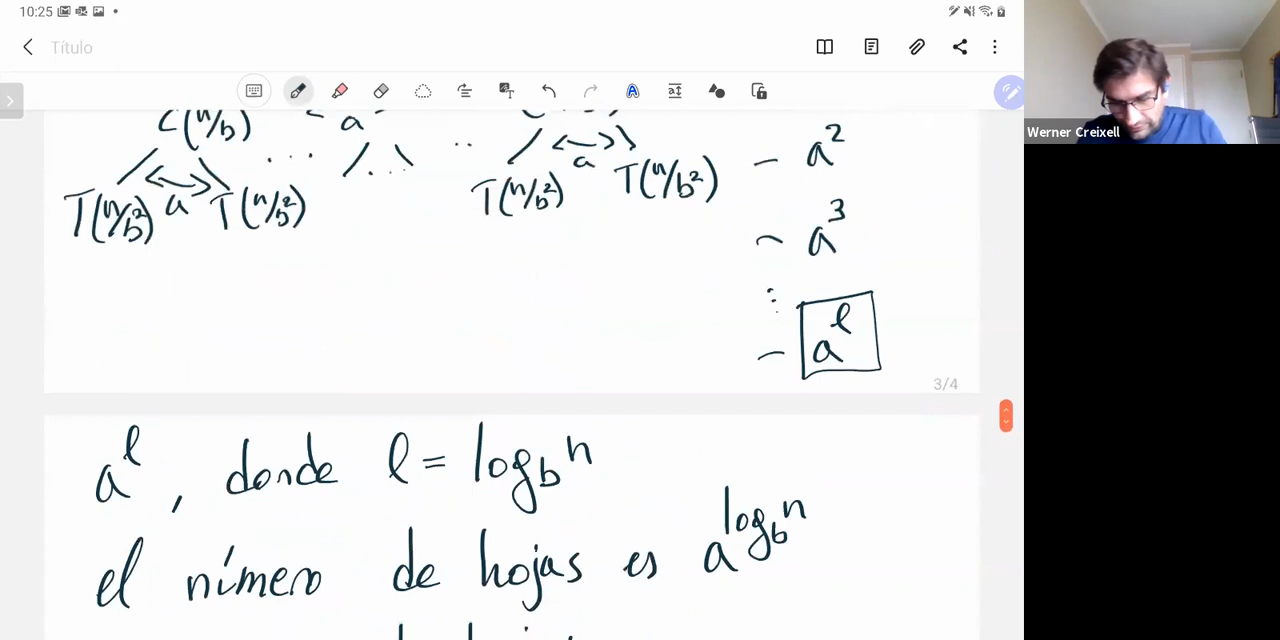 10:25
Título
C(n/b) a
a a
T(n/b²) T(n/b²) T(n/b²) T(n/b²)
- a²
- a³
⋮
- a^ℓ
3/4
a^ℓ, donde ℓ = log_b n
el número de hojas es a^(log_b n)
Werner Creixell